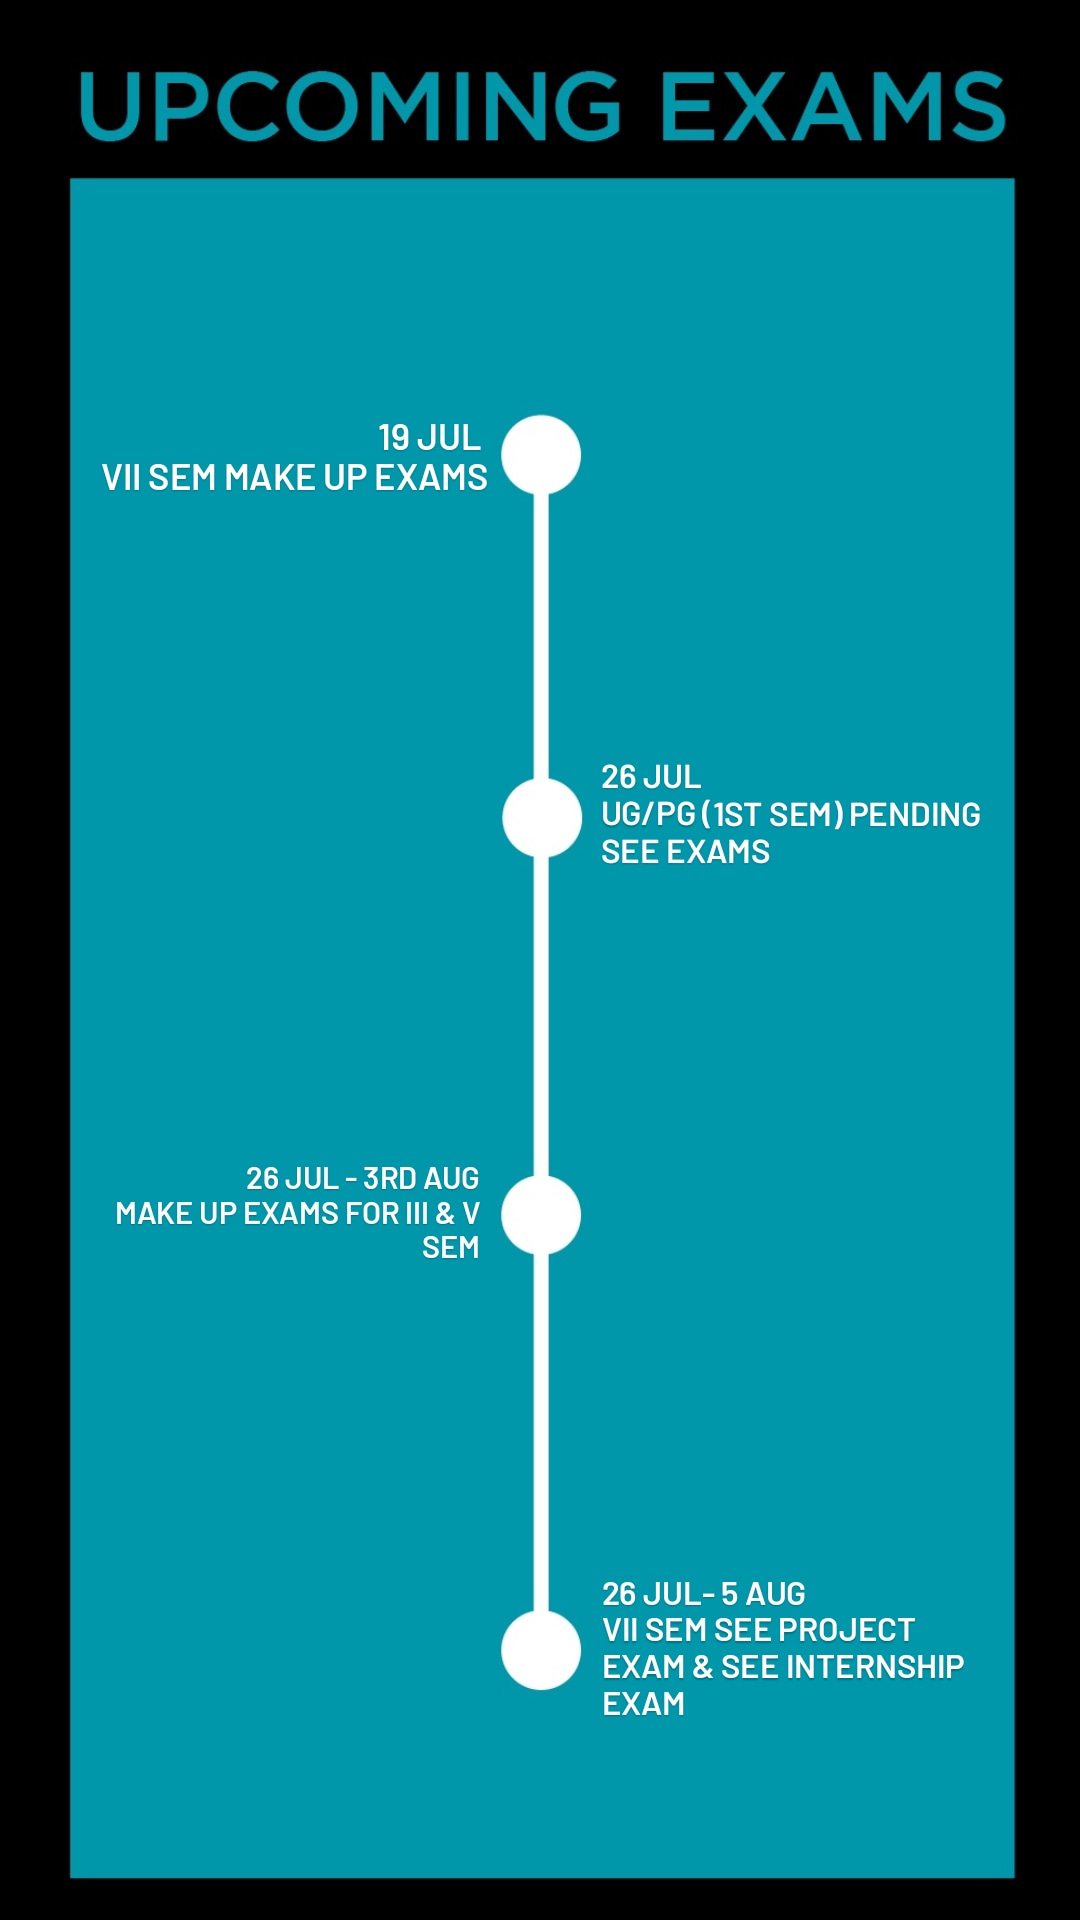 UPCOMING EXAMS
19 JUL
VII SEM MAKE UP EXAMS
26 JUL
UG/PG (1ST SEM) PENDING
SEE EXAMS
26 JUL - 3RD AUG
MAKE UP EXAMS FOR III & V
SEM
26 JUL- 5 AUG
VII SEM SEE PROJECT
EXAM & SEE INTERNSHIP
EXAM